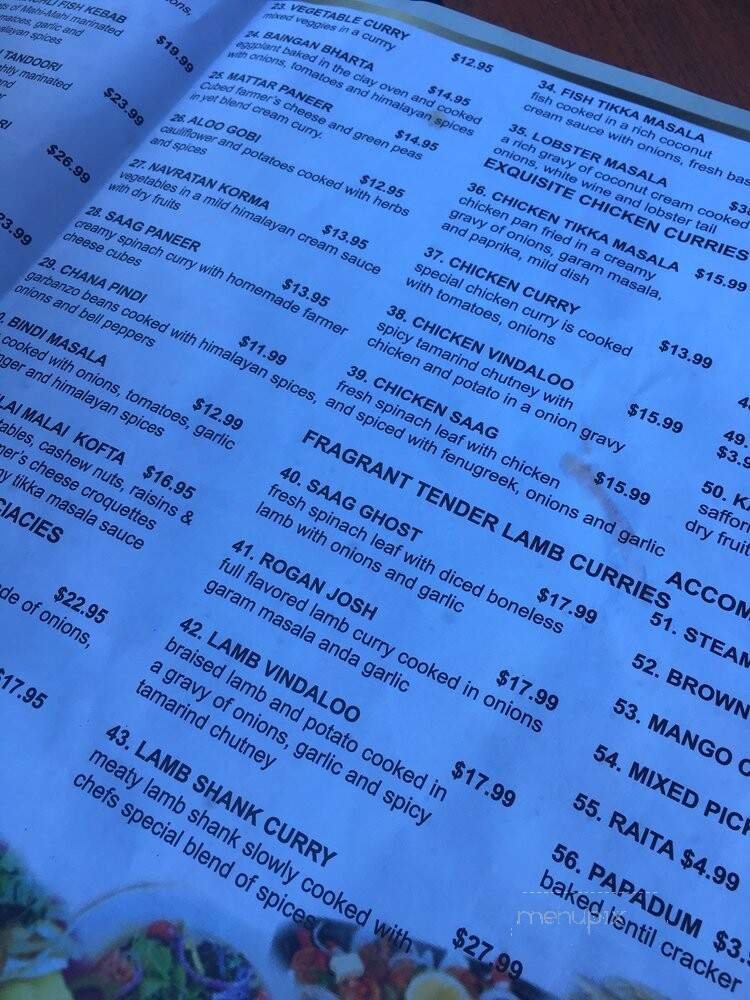 FISH KEBAB
of Mahi-Mahi marinated
garlic and
spices
$19.99
TANDOORI
marinated
$23.99
$26.99
23. VEGETABLE CURRY
mixed veggies in a curry
$12.95
24. BAINGAN BHARTA
eggplant baked in the clay oven and cooked
with onions, tomatoes and himalayan spices
$14.95
25. MATTAR PANEER
Cubed farmer's cheese and green peas
in yet blend cream curry.
$14.95
26. ALOO GOBI
cauliflower and potatoes cooked with herbs
and spices
$12.95
27. NAVRATAN KORMA
vegetables in a mild himalayan cream sauce
with dry fruits
$13.95
28. SAAG PANEER
creamy spinach curry with homemade farmer
cheese cubes
$13.95
29. CHANA PINDI
garbanzo beans cooked with himalayan spices,
onions and bell peppers
$11.99
BINDI MASALA
cooked with onions, tomatoes, garlic
and himalayan spices
$12.99
MALAI KOFTA
cashew nuts, raisins &
cheese croquettes
tikka masala sauce
$16.95
$22.95
of onions,
$17.95
34. FISH TIKKA MASALA
fish cooked in a rich coconut
cream sauce with onions, fresh
35. LOBSTER MASALA
a rich gravy of coconut cream cooked
onions, white wine and lobster tail
EXQUISITE CHICKEN CURRIES
36. CHICKEN TIKKA MASALA $15.99
chicken pan fried in a creamy
gravy of onions, garam masala,
and paprika, mild dish
37. CHICKEN CURRY
special chicken curry is cooked
with tomatoes, onions
$13.99
38. CHICKEN VINDALOO
spicy tamarind chutney with
chicken and potato in a onion gravy
$15.99
39. CHICKEN SAAG
fresh spinach leaf with chicken
and spiced with fenugreek, onions and garlic
$15.99
FRAGRANT TENDER LAMB CURRIES
40. SAAG GHOST
fresh spinach leaf with diced boneless
lamb with onions and garlic
$17.99
41. ROGAN JOSH
full flavored lamb curry cooked in onions
garam masala anda garlic
$17.99
42. LAMB VINDALOO
braised lamb and potato cooked in
a gravy of onions, garlic and spicy
tamarind chutney
$17.99
43. LAMB SHANK CURRY
meaty lamb shank slowly cooked with
chefs special blend of spices
$27.99
49.
50.
dry
51.
52. BROWN
53. MANGO
54. MIXED
55. RAITA $4.99
56. PAPADUM
baked lentil cracker
menupix